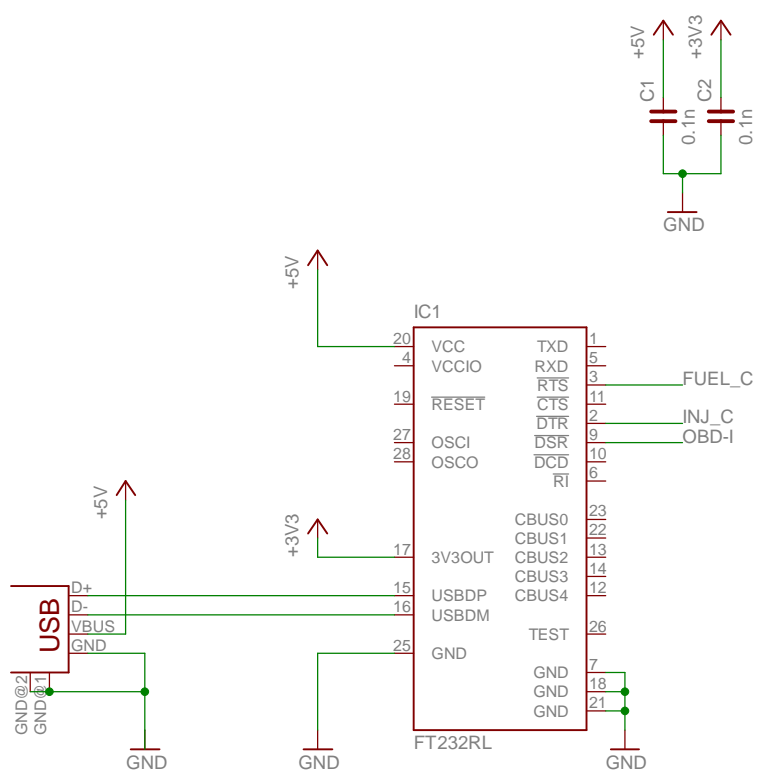 +5V
+3V3
C1
C2
0.1n
0.1n
GND
+5V
IC1
20 VCC TXD 1
4 VCCIO RXD 5
RTS 3 FUEL_C
19 RESET CTS 11
DTR 2 INJ_C
27 OSCI DSR 9 OBD-I
28 OSCO DCD 10
RI 6
+5V
+3V3
CBUS0 23
CBUS1 22
17 3V3OUT CBUS2 13
CBUS3 14
15 USBDP CBUS4 12
16 USBDM
TEST 26
25 GND
GND 7
GND 18
GND 21
FT232RL
USB
D+
D-
VBUS
GND
GND@2
GND@1
GND
GND
GND